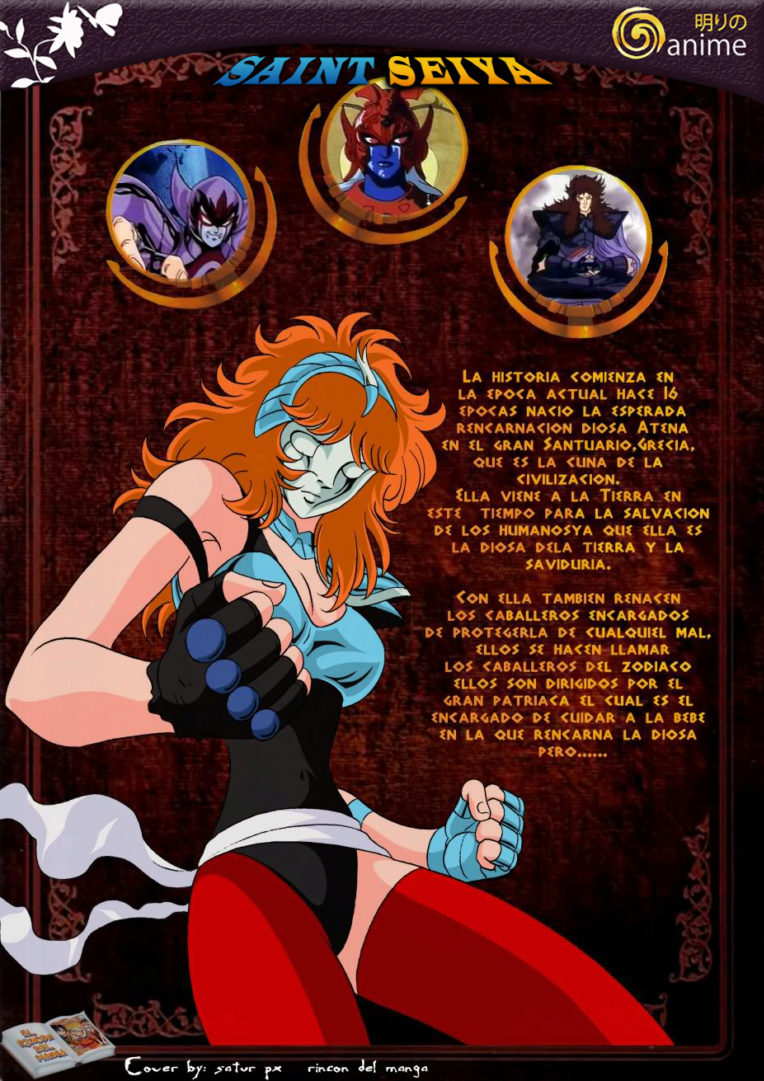 明りの
anime
SAINT SEIYA
LA HISTORIA COMIENZA EN
LA EPOCA ACTUAL HACE 16
EPOCAS NACIO LA ESPERADA
RENCARNACION DIOSA ATENA
EN EL GRAN SANTUARIO,GRECIA,
QUE ES LA CUNA DE LA
CIVILIZACION.
ELLA VIENE A LA TIERRA EN
ESTE TIEMPO PARA LA SALVACION
DE LOS HUMANOSYA QUE ELLA ES
LA DIOSA DELA TIERRA Y LA
SAVIDURIA.
CON ELLA TAMBIEN RENACEN
LOS CABALLEROS ENCARGADOS
DE PROTEGERLA DE CUALQUIEL MAL,
ELLOS SE HACEN LLAMAR
LOS CABALLEROS DEL ZODIACO
ELLOS SON DIRIGIDOS POR EL
GRAN PATRIACA EL CUAL ES EL
ENCARGADO DE CUIDAR A LA BEBE
EN LA QUE RENCARNA LA DIOSA
PERO......
EL
RINCON
DEL
MANGA
Cover by: satur px rincon del manga